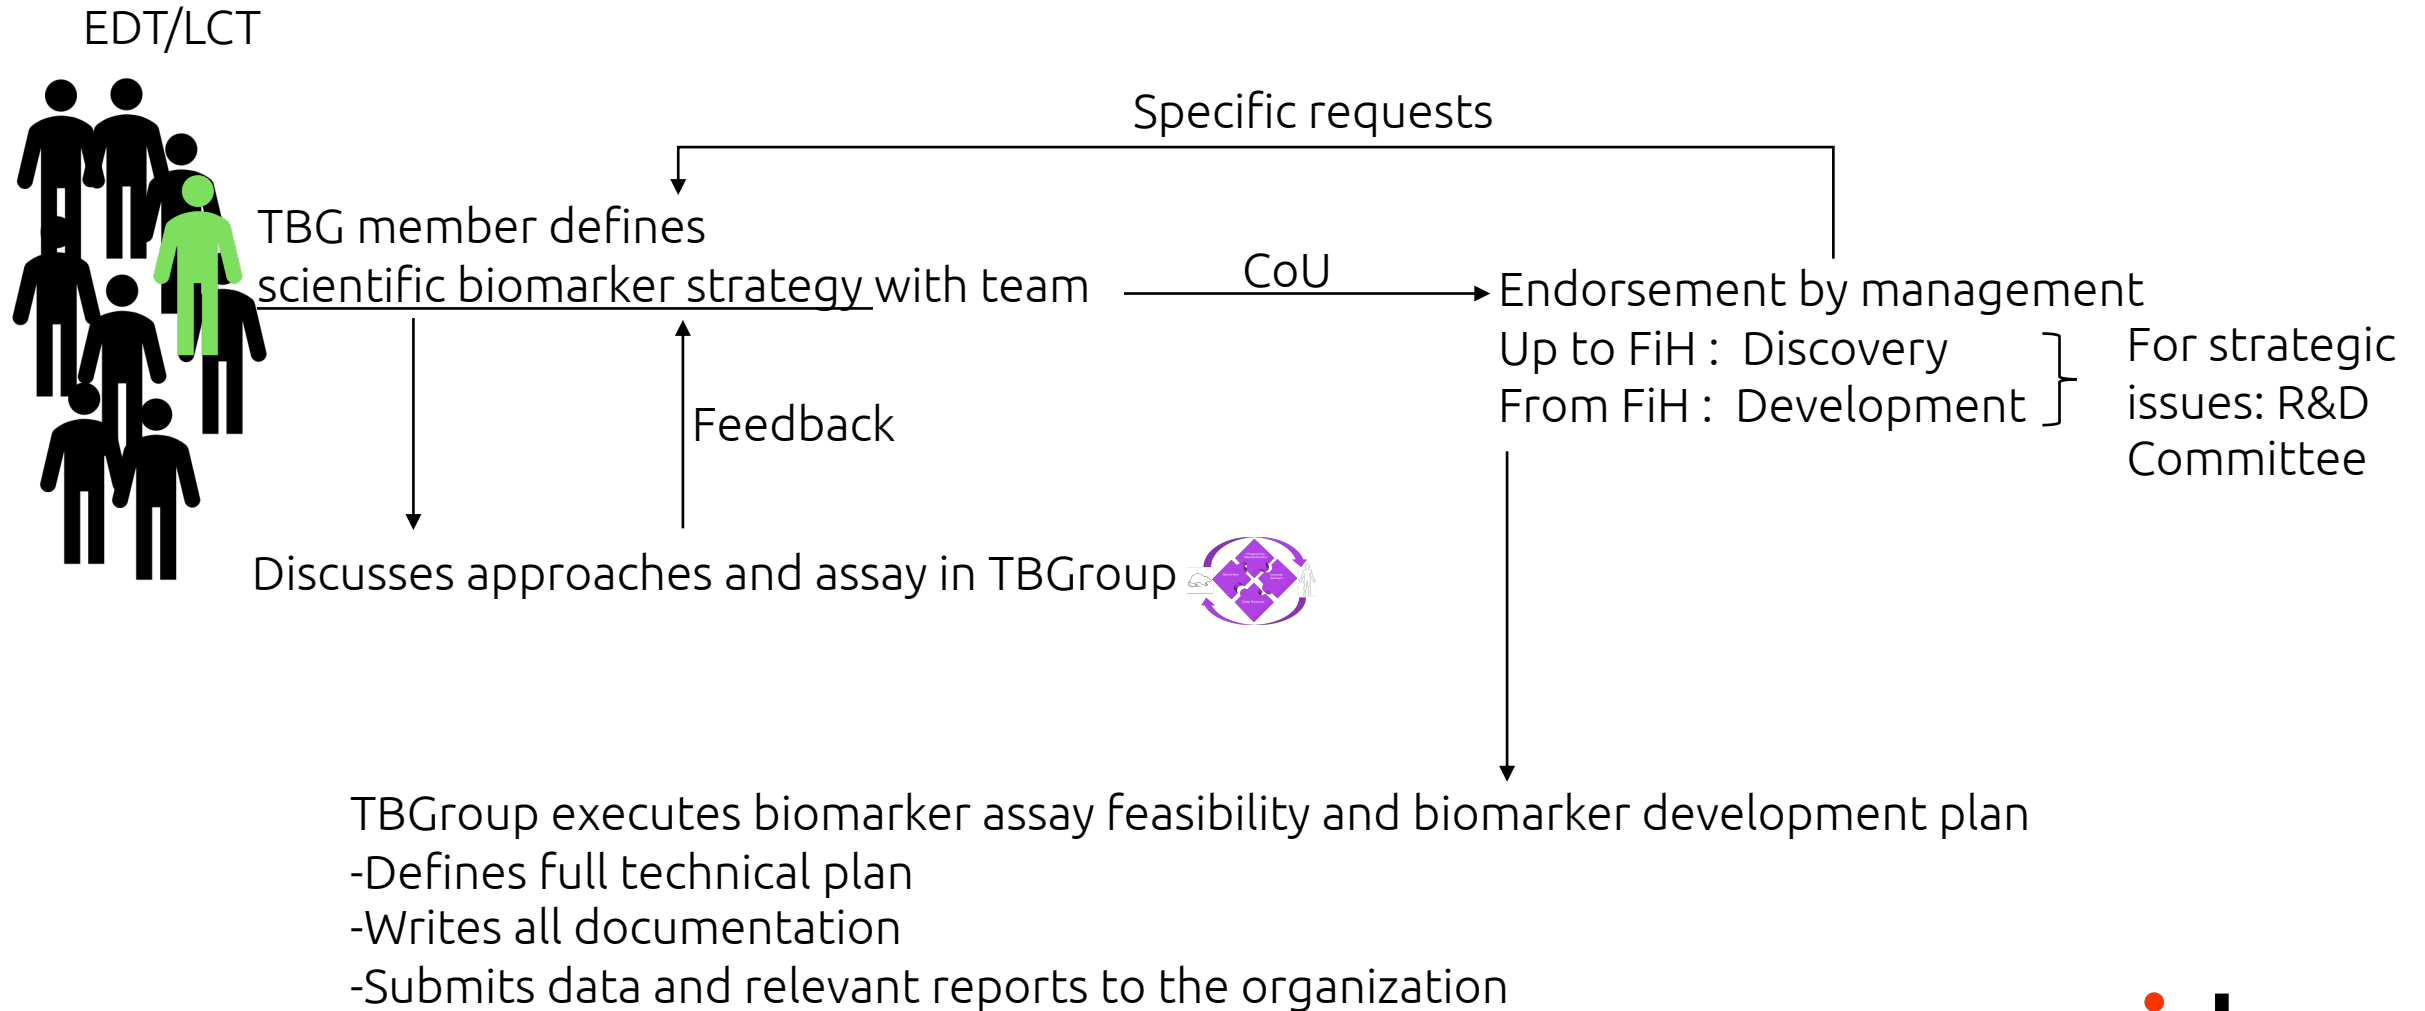 EDT/LCT
Specific requests
TBG member defines
scientific biomarker strategy with team
CoU
Endorsement by management
Up to FiH : Discovery
From FiH : Development
For strategic
issues: R&D
Committee
Feedback
Discusses approaches and assay in TBGroup
TBGroup executes biomarker assay feasibility and biomarker development plan
-Defines full technical plan
-Writes all documentation
-Submits data and relevant reports to the organization